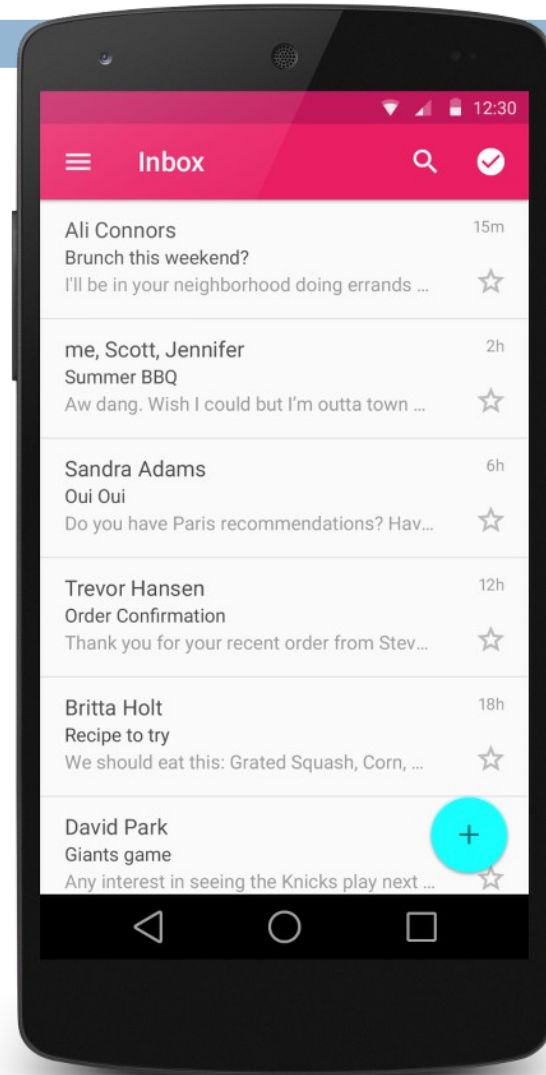 12:30
Inbox
Ali Connors
15m
Brunch this weekend?
I'll be in your neighborhood doing errands ...
me, Scott, Jennifer
2h
Summer BBQ
Aw dang. Wish I could but I'm outta town ...
Sandra Adams
6h
Oui Oui
Do you have Paris recommendations? Hav...
Trevor Hansen
12h
Order Confirmation
Thank you for your recent order from Stev...
Britta Holt
18h
Recipe to try
We should eat this: Grated Squash, Corn, ...
David Park
Giants game
Any interest in seeing the Knicks play next ...